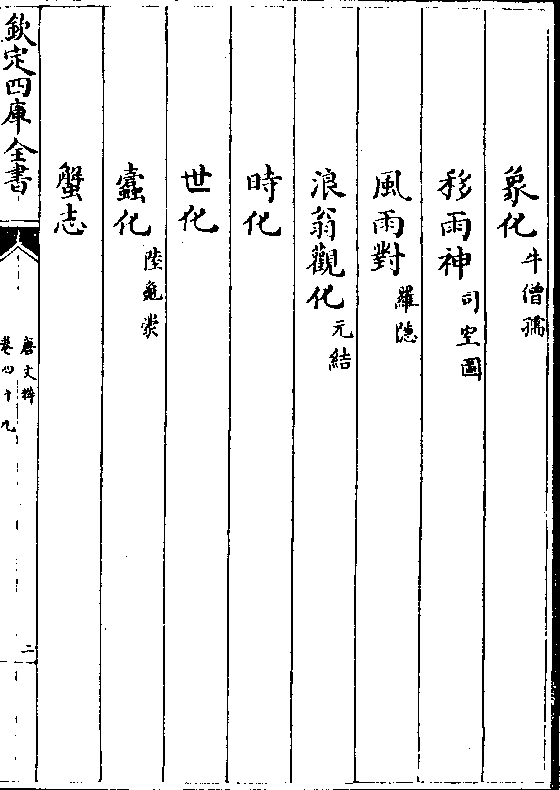 象化 牛僧孺
移雨神 司空圖
風雨對 羅隱
浪翁觀化 元結
時化
世化
蠧化 陸龜蒙
蟹志
欽定四庫全書
唐文粹
卷四十九
二